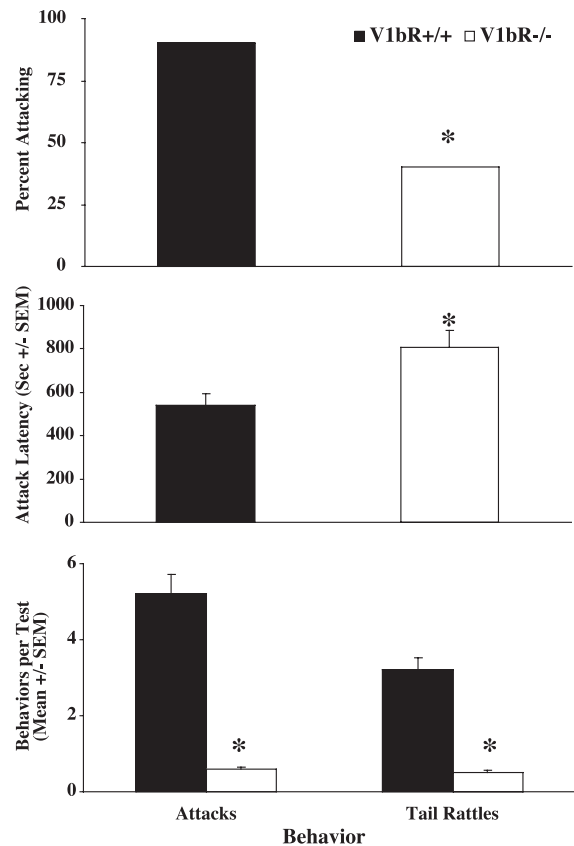 V1bR+/+ V1bR-/-
Percent Attacking
100
75
50
25
0
*
Attack Latency (Sec +/- SEM)
1000
800
600
400
200
0
*
Behaviors per Test
(Mean +/- SEM)
6
4
2
0
*
*
Attacks Tail Rattles
Behavior